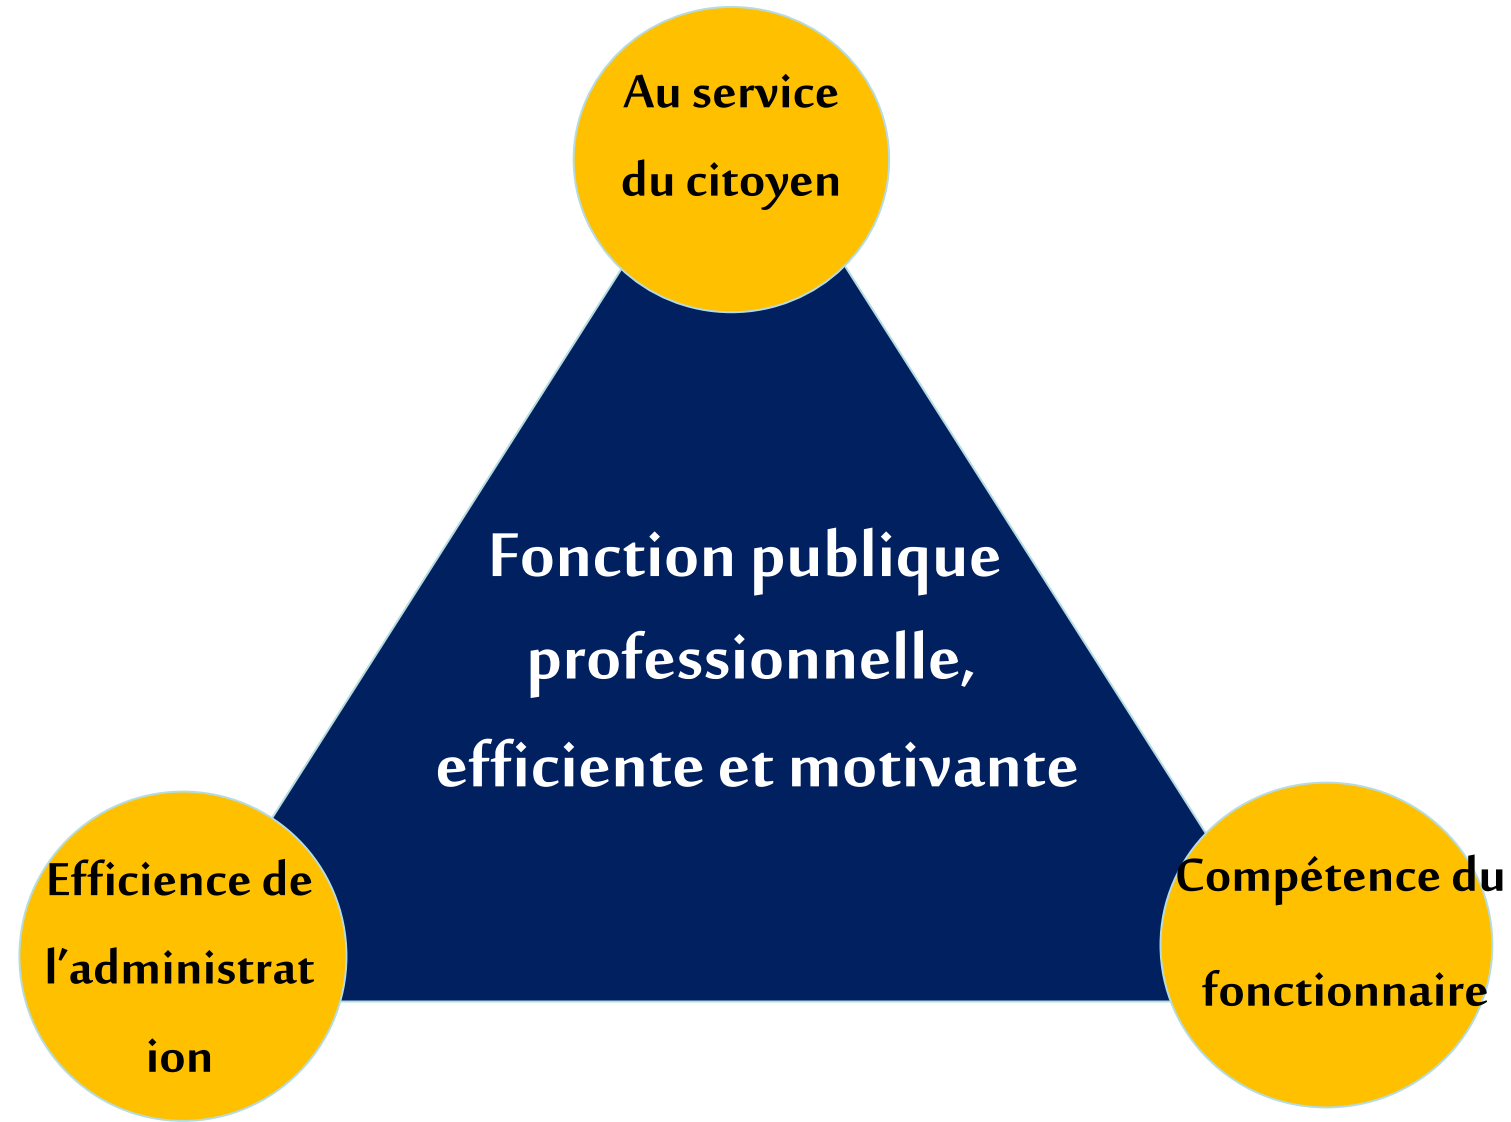 Au service
du citoyen
Fonction publique
professionnelle,
efficiente et motivante
Efficience de
l’administrat
ion
Compétence du
fonctionnaire